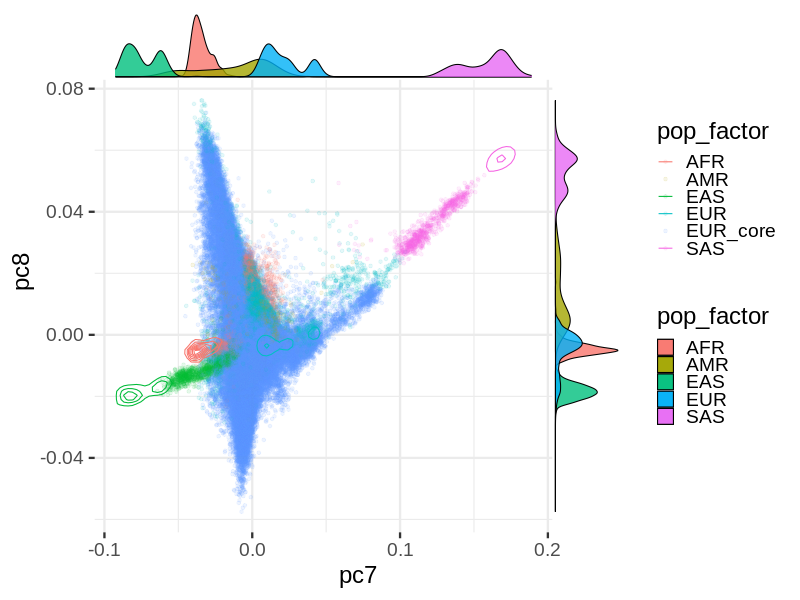 0.08
0.04
0.00
-0.04
pc8
-0.1
0.0
0.1
0.2
pc7
pop_factor
AFR
AMR
EAS
EUR
EUR_core
SAS
pop_factor
AFR
AMR
EAS
EUR
SAS